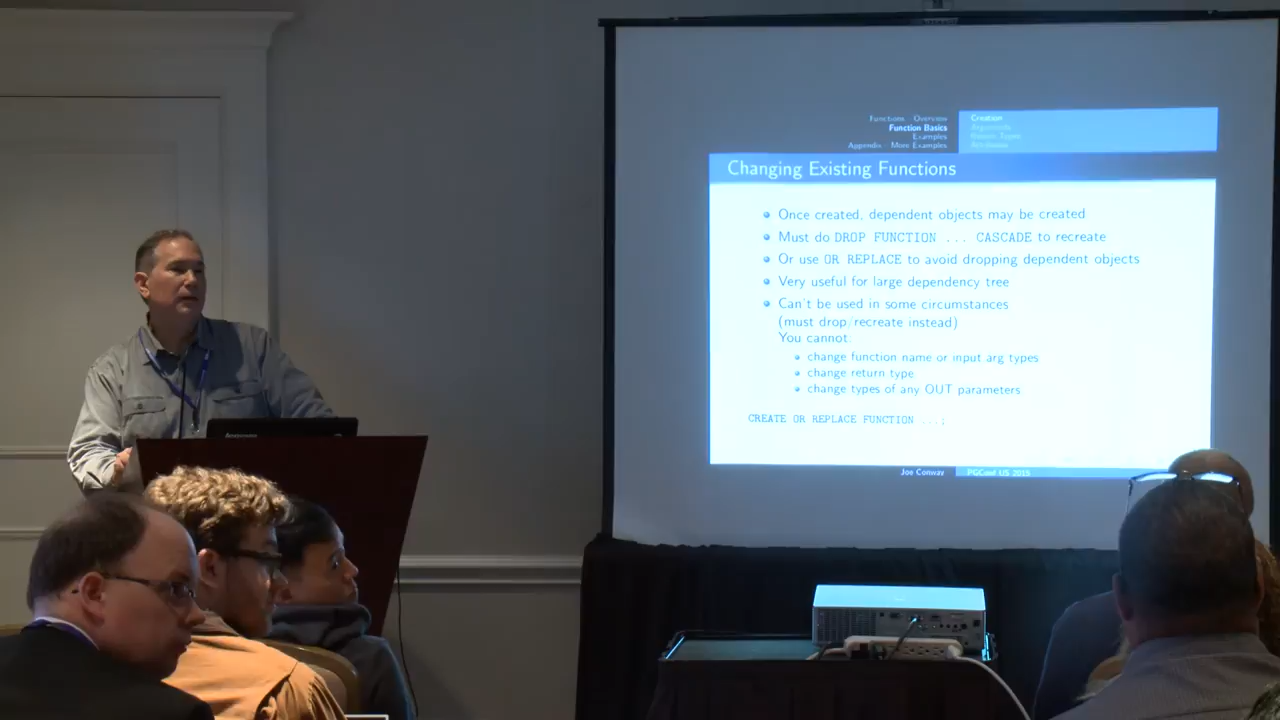 Functions Overview
Function Basics
Examples
Appendix - More Examples
Creation
Arguments
Return Types
Attributes
Changing Existing Functions
Once created, dependent objects may be created
Must do DROP FUNCTION ... CASCADE to recreate
Or use OR REPLACE to avoid dropping dependent objects
Very useful for large dependency tree
Can't be used in some circumstances
(must drop/recreate instead)
You cannot:
change function name or input arg types
change return type
change types of any OUT parameters
CREATE OR REPLACE FUNCTION ...;
Joe Conway
PGConf US 2015